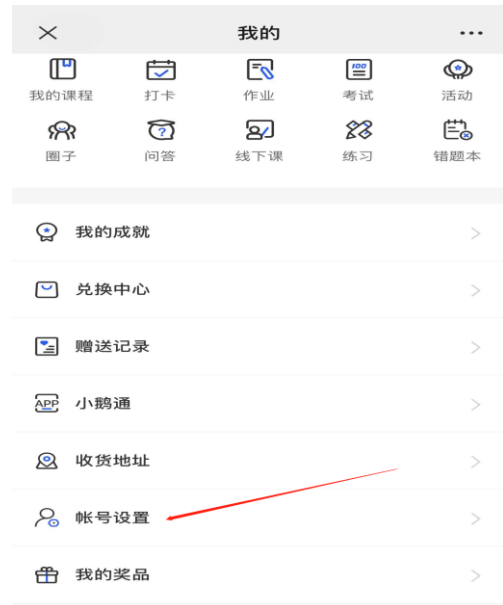 我的
我的课程 打卡 作业 考试 活动
圈子 问答 线下课 练习 错题本
我的成就
兑换中心
赠送记录
APP 小鹅通
收货地址
帐号设置
我的奖品